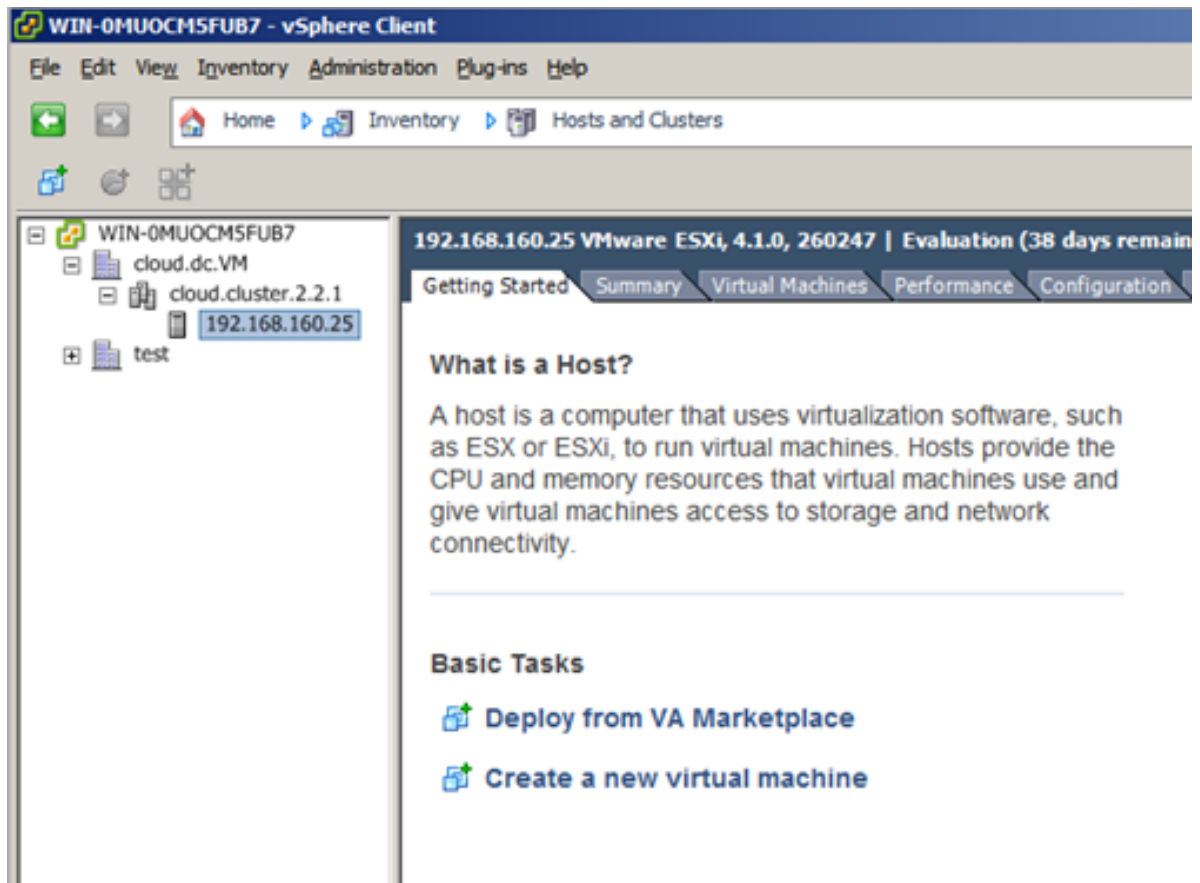 WIN-0MUOCM5FUB7 - vSphere Client
File Edit View Inventory Administration Plug-ins Help
Home Inventory Hosts and Clusters
WIN-0MUOCM5FUB7
cloud.dc.VM
cloud.cluster.2.2.1
192.168.160.25
test
192.168.160.25 VMware ESXi, 4.1.0, 260247 | Evaluation (38 days remain
Getting Started Summary Virtual Machines Performance Configuration
What is a Host?
A host is a computer that uses virtualization software, such
as ESX or ESXi, to run virtual machines. Hosts provide the
CPU and memory resources that virtual machines use and
give virtual machines access to storage and network
connectivity.
Basic Tasks
Deploy from VA Marketplace
Create a new virtual machine